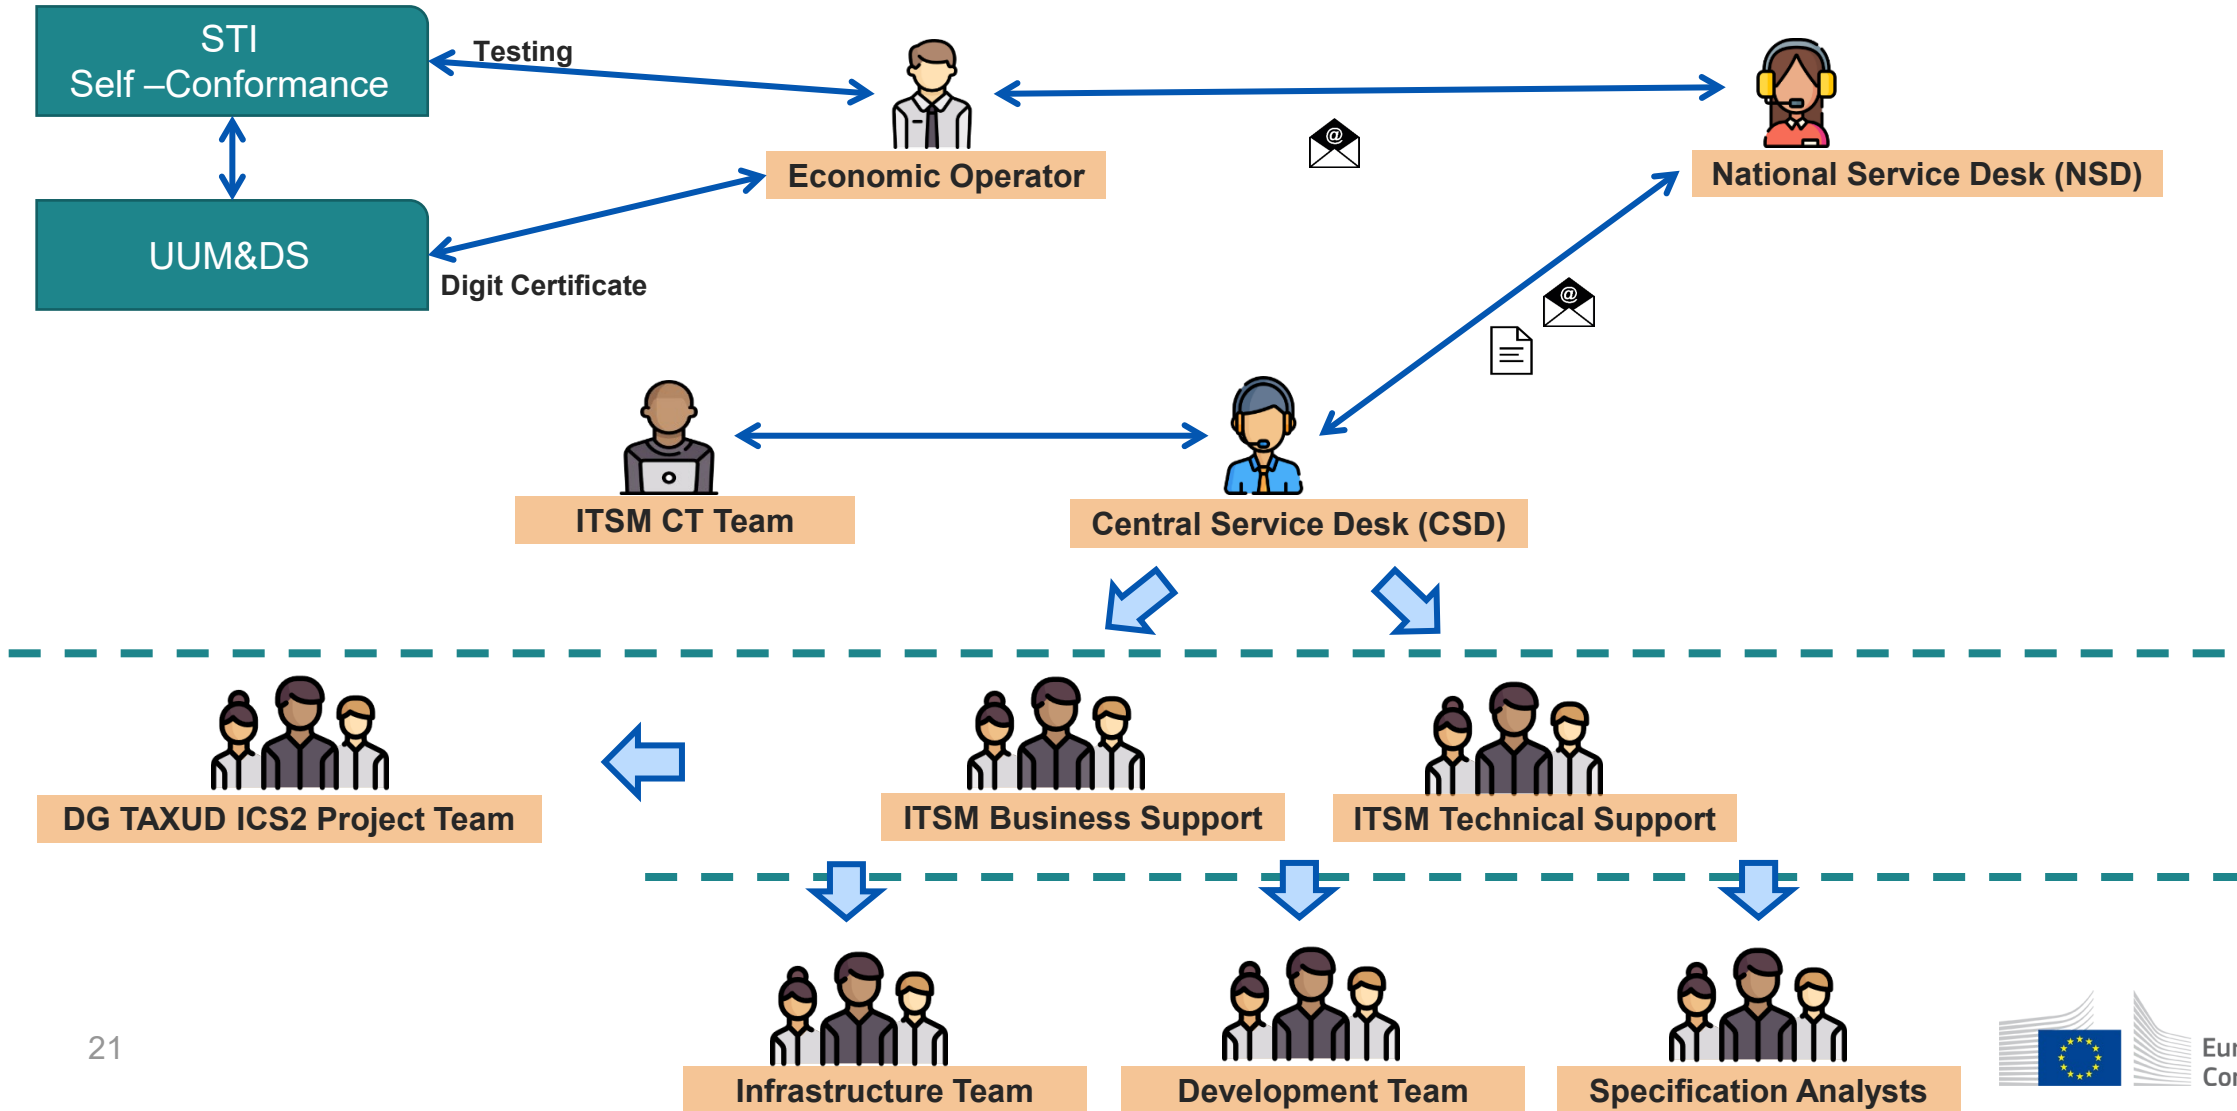 STI
Self –Conformance
Testing
Economic Operator
National Service Desk (NSD)
UUM&DS
Digit Certificate
@
@
ITSM CT Team
Central Service Desk (CSD)
DG TAXUD ICS2 Project Team
ITSM Business Support
ITSM Technical Support
Infrastructure Team
Development Team
Specification Analysts
21
Eur
Con